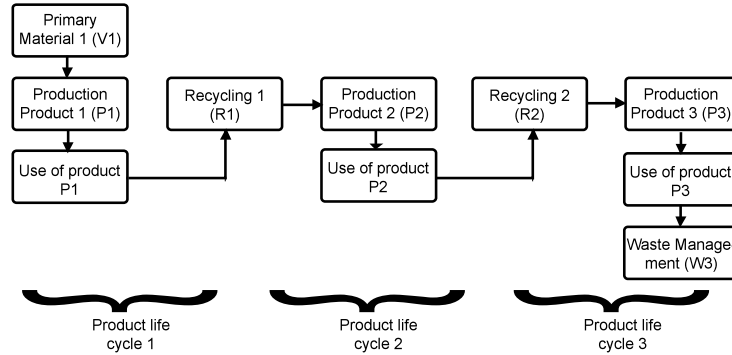 Primary
Material 1 (V1)
Production
Product 1 (P1)
Use of product
P1
Recycling 1
(R1)
Production
Product 2 (P2)
Use of product
P2
Recycling 2
(R2)
Production
Product 3 (P3)
Use of product
P3
Waste Manage-
ment (W3)
Product life
cycle 1
Product life
cycle 2
Product life
cycle 3